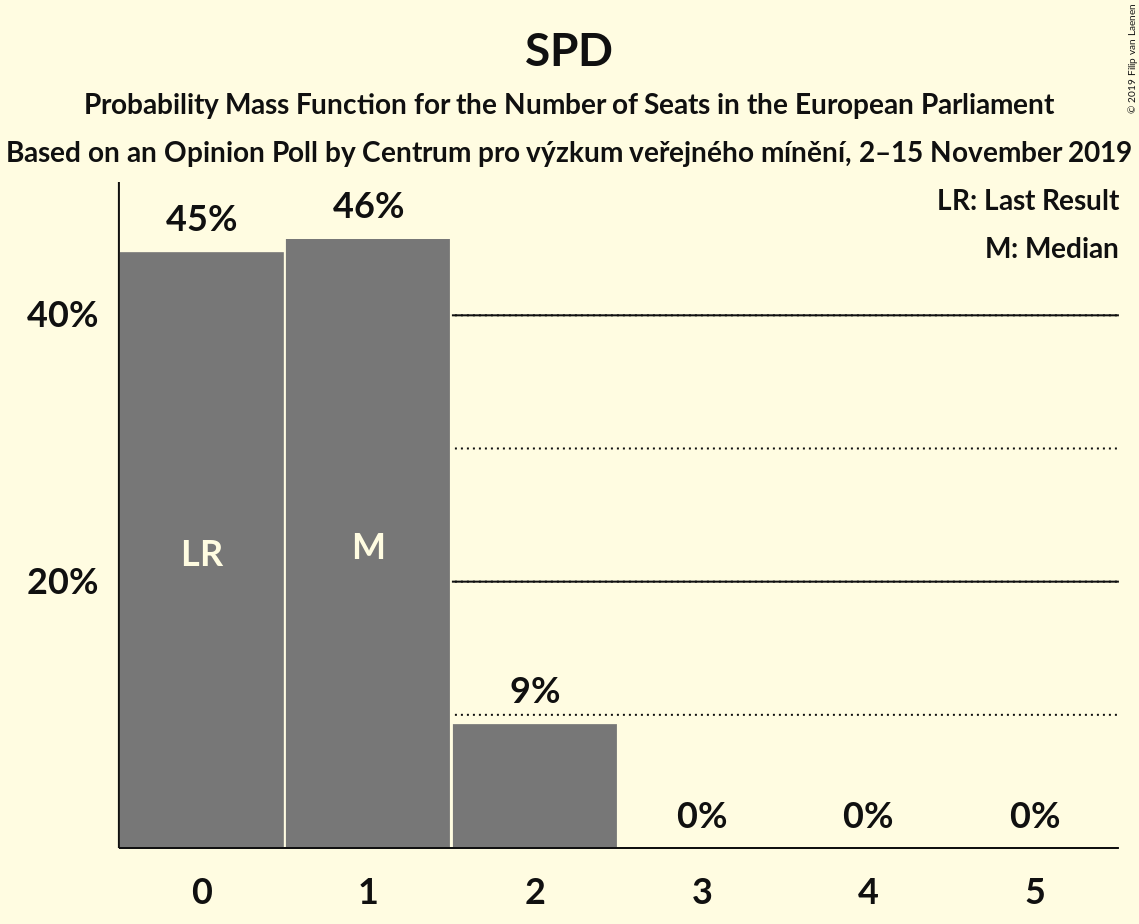 SPD
Probability Mass Function for the Number of Seats in the European Parliament
Based on an Opinion Poll by Centrum pro výzkum veřejného mínění, 2–15 November 2019
© 2019 Filip van Laenen
LR: Last Result
M: Median
45%
46%
40%
LR
M
20%
9%
0%
0%
0%
0
1
2
3
4
5